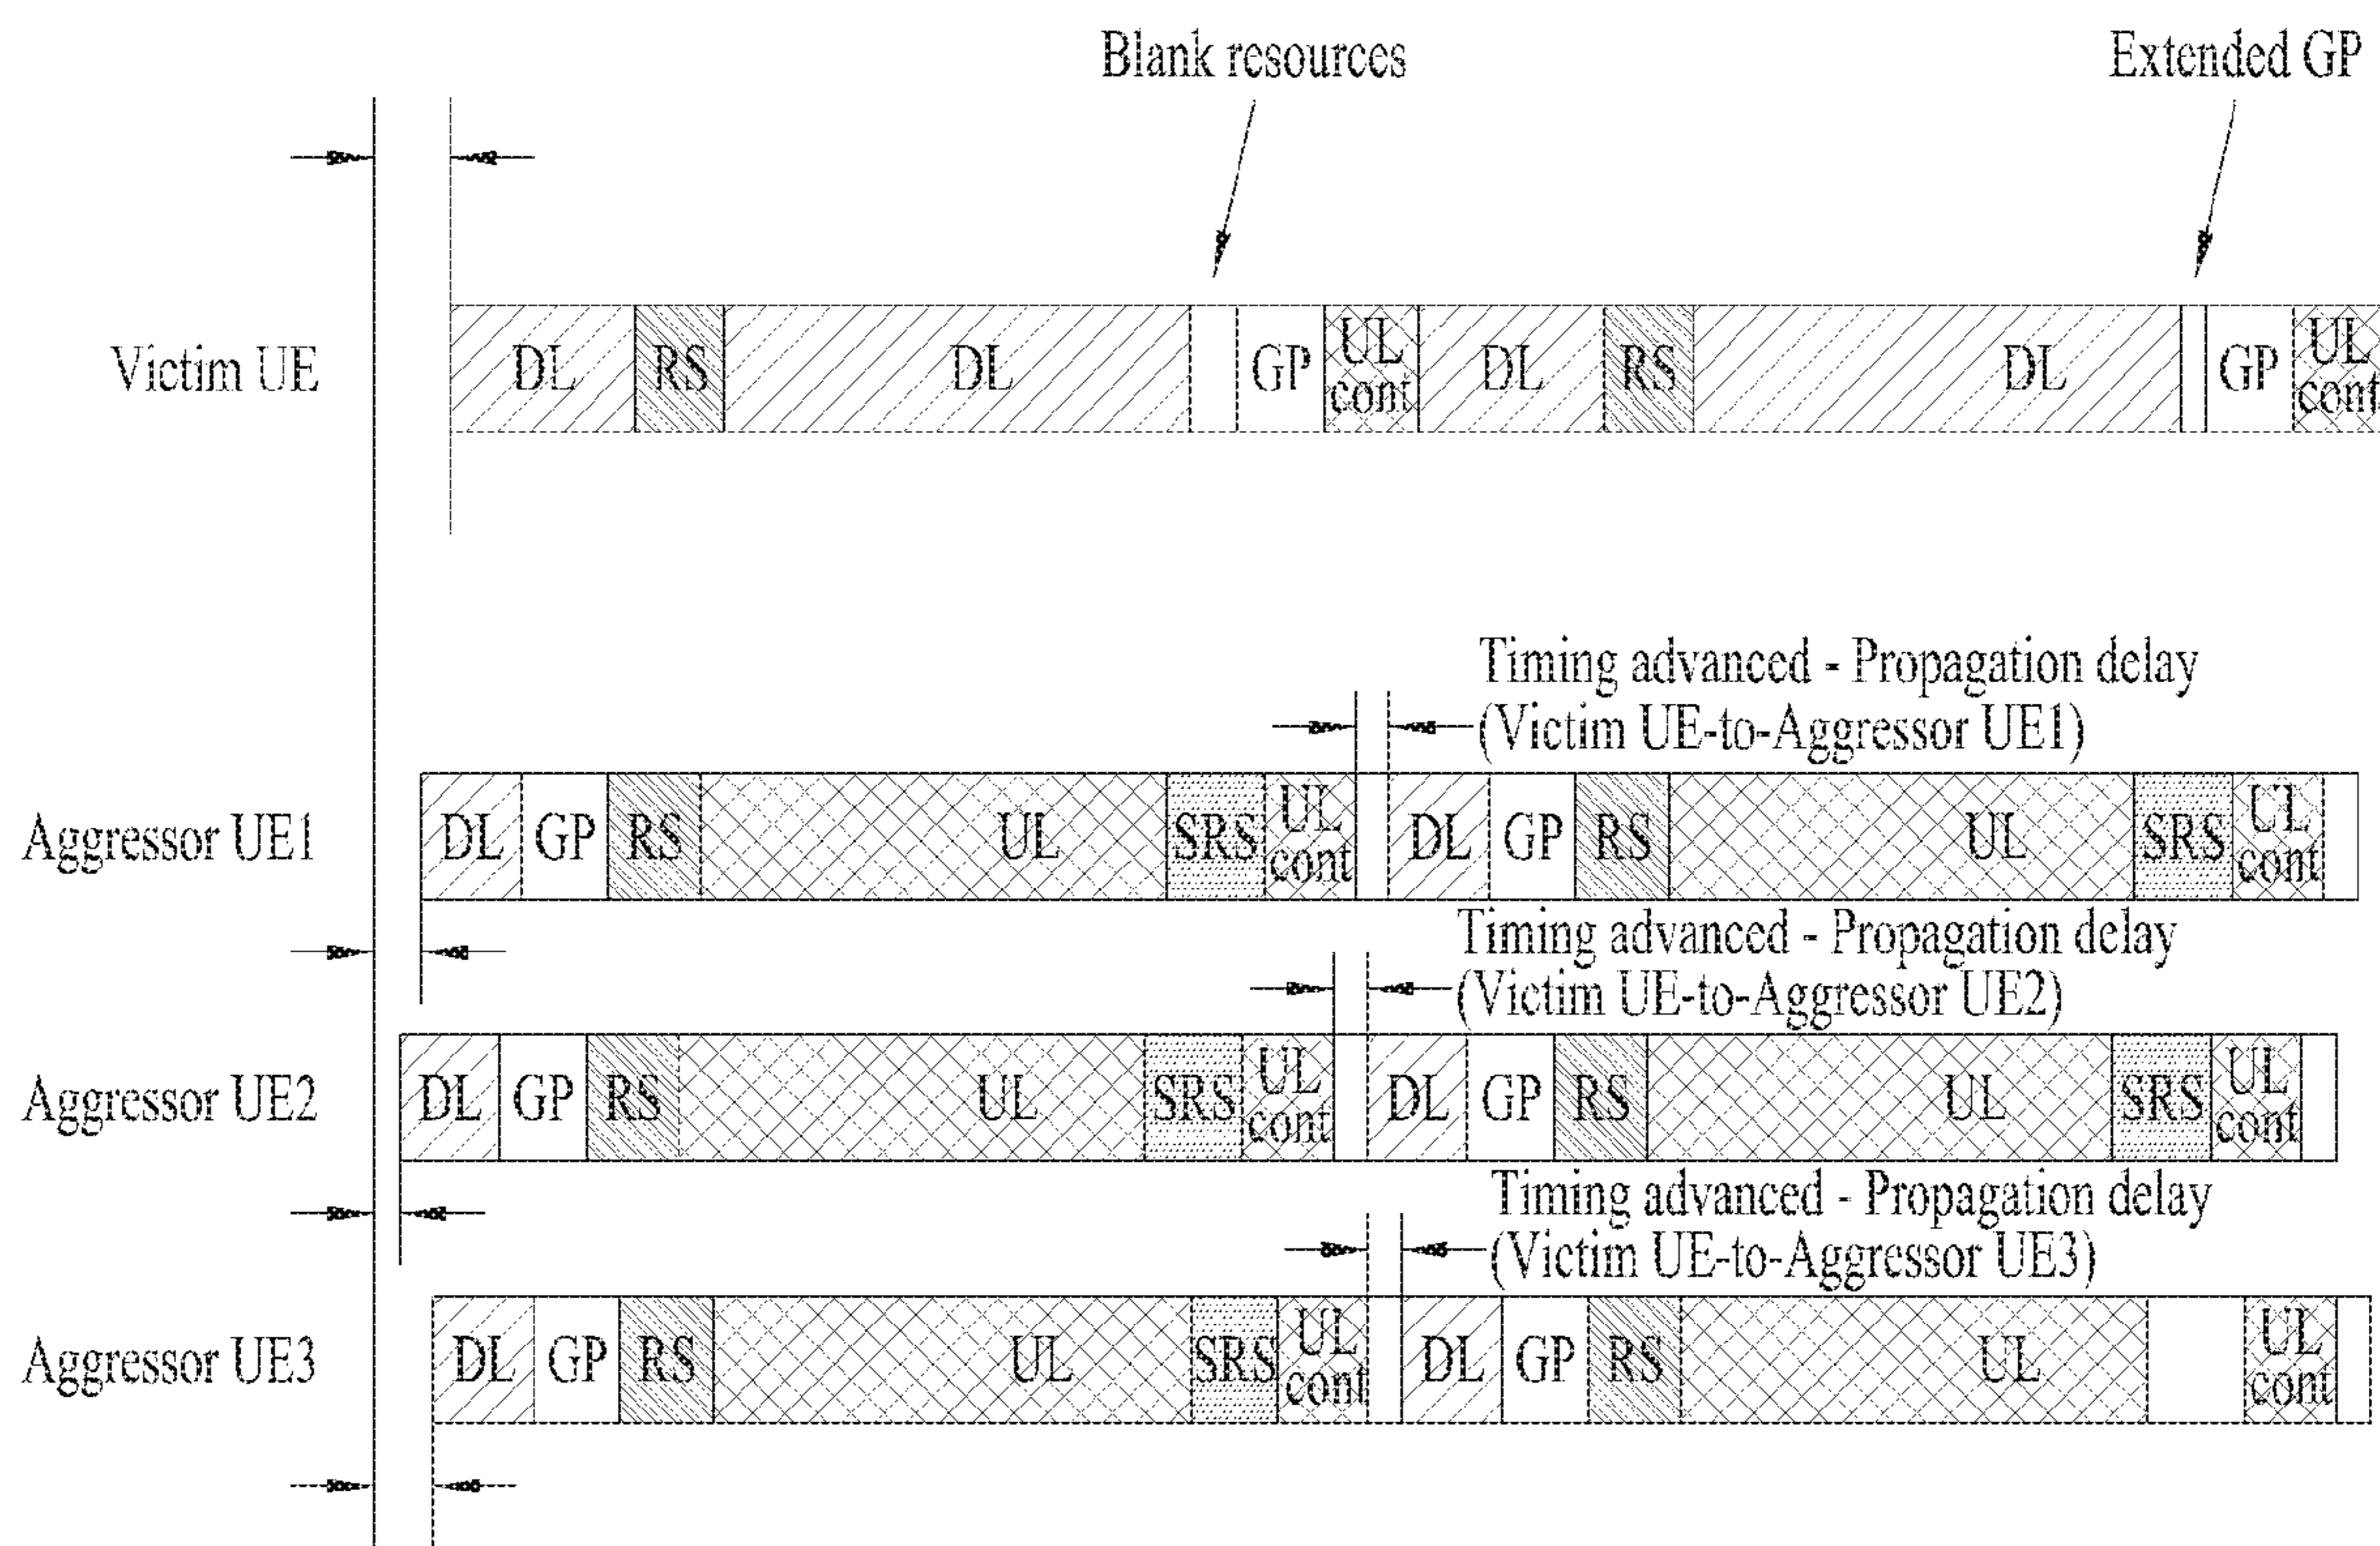 Blank resources
Extended GP
Victim UE
DL RS DL GP UL cont DL RS DL GP UL cont
Timing advanced - Propagation delay
(Victim UE-to-Aggressor UE1)
Aggressor UE1
DL GP RS UL SRS UL cont DL GP RS UL SRS UL cont
Timing advanced - Propagation delay
(Victim UE-to-Aggressor UE2)
Aggressor UE2
DL GP RS UL SRS UL cont DL GP RS UL SRS UL cont
Timing advanced - Propagation delay
(Victim UE-to-Aggressor UE3)
Aggressor UE3
DL GP RS UL SRS UL cont DL GP RS UL UL cont